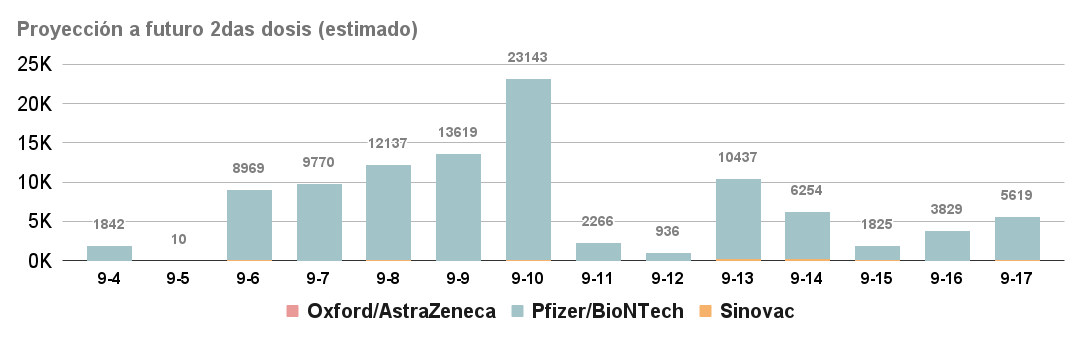 Proyección a futuro 2das dosis (estimado)
25K
20K
15K
10K
5K
0K
1842
10
8969
9770
12137
13619
23143
2266
936
10437
6254
1825
3829
5619
9-4 9-5 9-6 9-7 9-8 9-9 9-10 9-11 9-12 9-13 9-14 9-15 9-16 9-17
Oxford/AstraZeneca Pfizer/BioNTech Sinovac